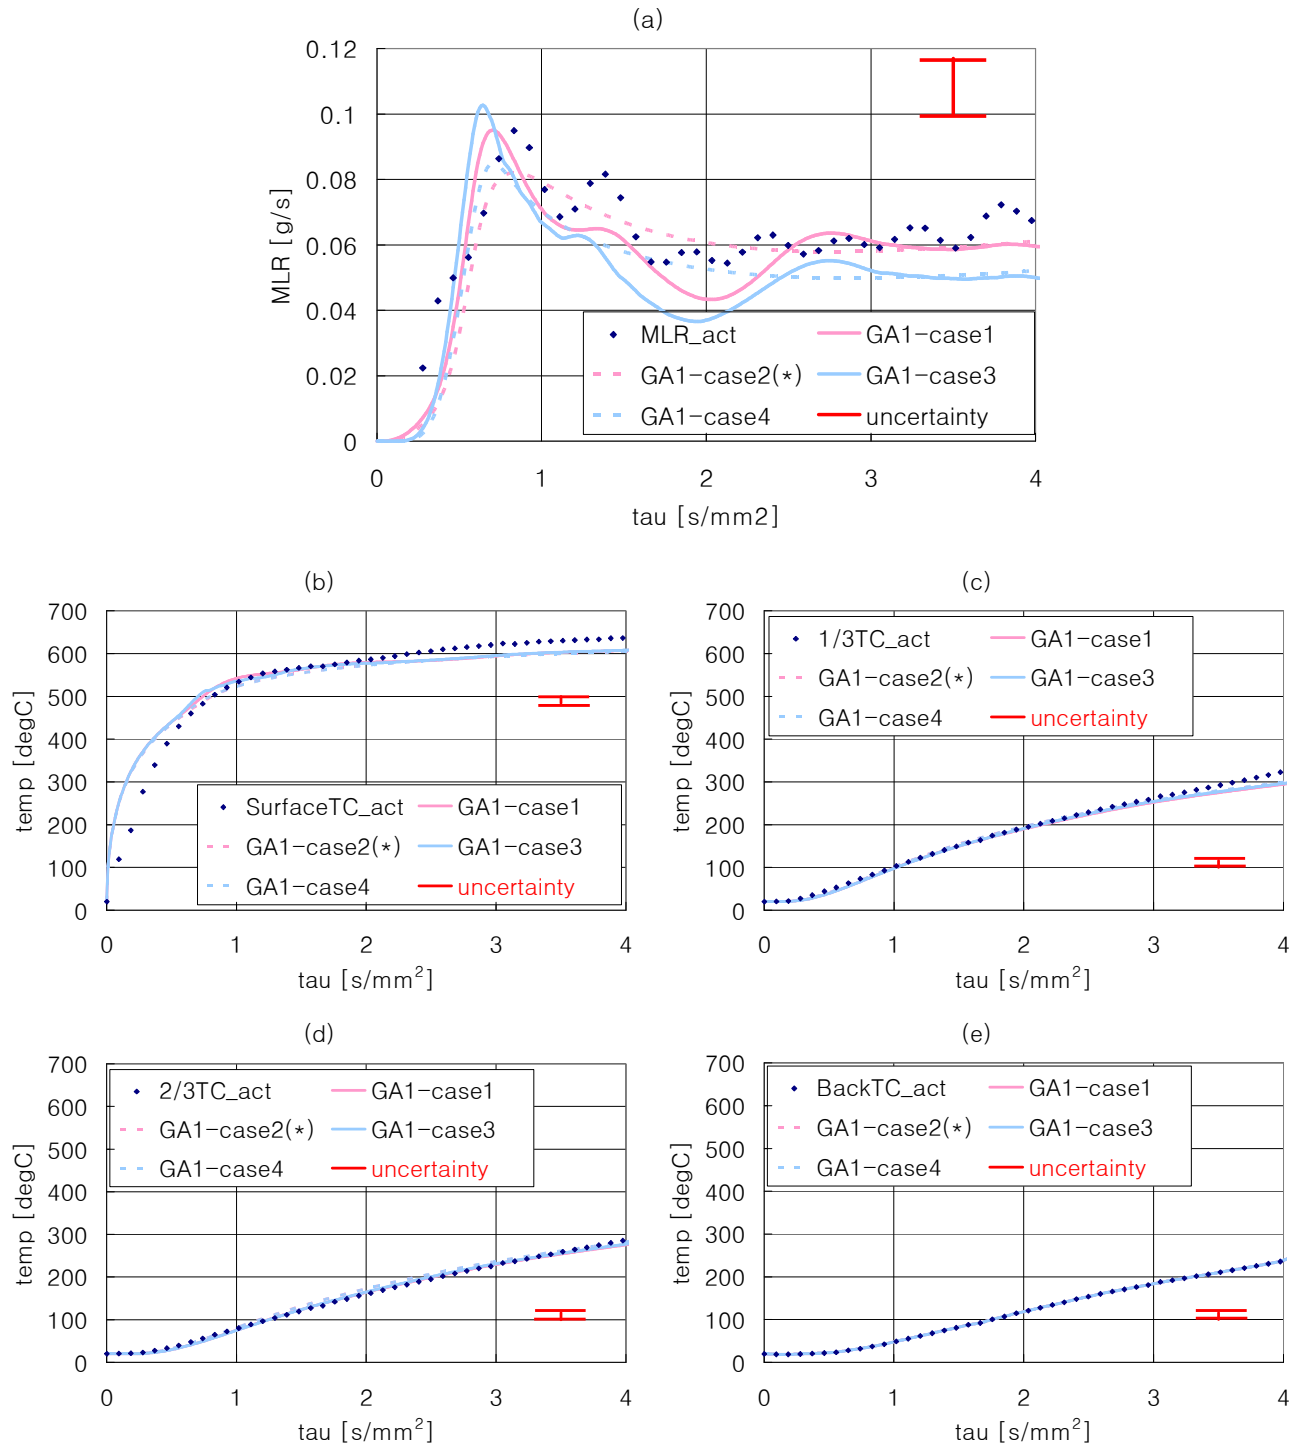 (a)
0.12
0.1
0.08
0.06
0.04
0.02
0
MLR [g/s]
MLR_act
GA1-case1
GA1-case2(*)
GA1-case3
GA1-case4
uncertainty
0 1 2 3 4
tau [s/mm2]
(b)
700
600
500
400
300
200
100
0
temp [degC]
SurfaceTC_act
GA1-case1
GA1-case2(*)
GA1-case3
GA1-case4
uncertainty
0 1 2 3 4
tau [s/mm²]
(c)
700
600
500
400
300
200
100
0
temp [degC]
1/3TC_act
GA1-case1
GA1-case2(*)
GA1-case3
GA1-case4
uncertainty
0 1 2 3 4
tau [s/mm²]
(d)
700
600
500
400
300
200
100
0
temp [degC]
2/3TC_act
GA1-case1
GA1-case2(*)
GA1-case3
GA1-case4
uncertainty
0 1 2 3 4
tau [s/mm²]
(e)
700
600
500
400
300
200
100
0
temp [degC]
BackTC_act
GA1-case1
GA1-case2(*)
GA1-case3
GA1-case4
uncertainty
0 1 2 3 4
tau [s/mm²]